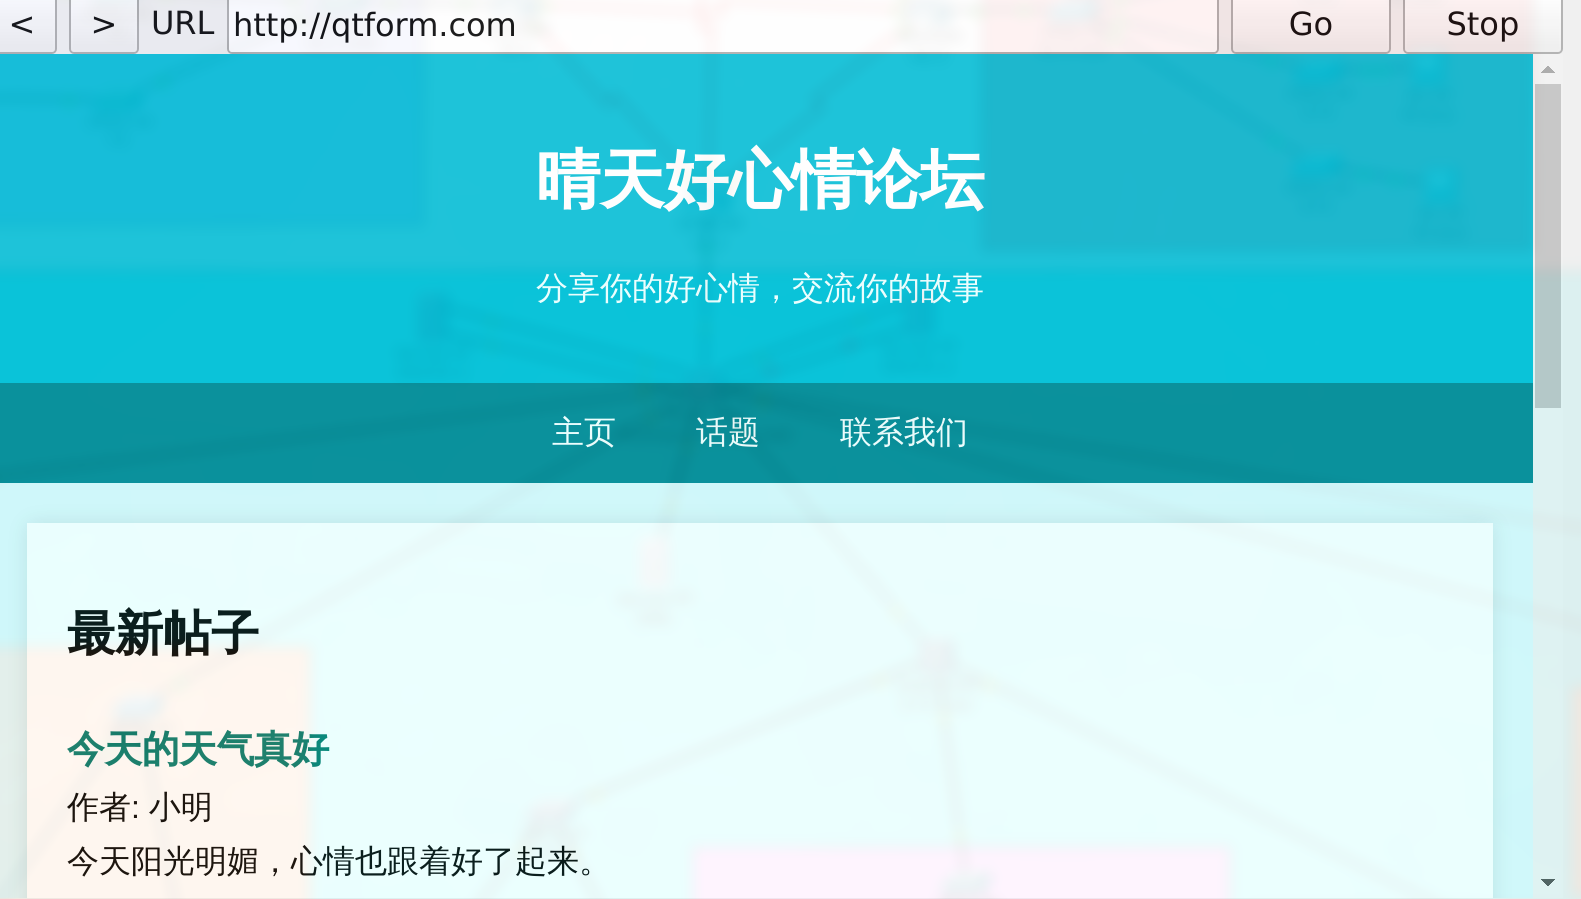 < > URL http://qtform.com Go Stop
晴天好心情论坛
分享你的好心情，交流你的故事
主页 话题 联系我们
最新帖子
今天的天气真好
作者: 小明
今天阳光明媚，心情也跟着好了起来。